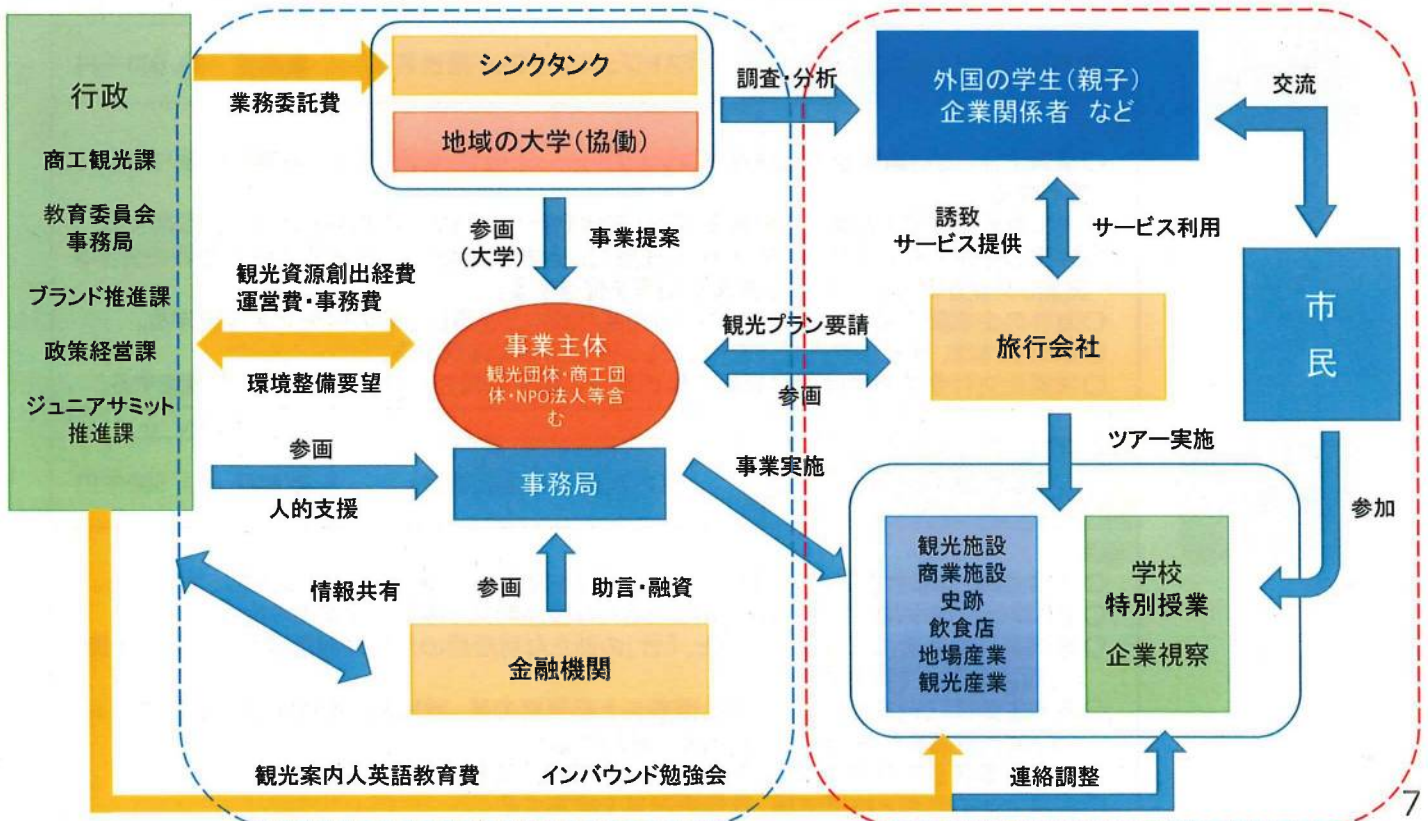 行政
商工観光課
教育委員会
事務局
ブランド推進課
政策経営課
ジュニアサミット
推進課
業務委託費
シンクタンク
地域の大学(協働)
調査・分析
外国の学生(親子)
企業関係者 など
交流
参画
(大学)
事業提案
誘致
サービス提供
サービス利用
市
民
観光資源創出経費
運営費・事務費
環境整備要望
事業主体
観光団体・商工団
体・NPO法人等含
む
事務局
観光プラン要請
参画
旅行会社
参画
人的支援
事業実施
ツアー実施
参加
情報共有
参画
助言・融資
金融機関
観光施設
商業施設
史跡
飲食店
地場産業
観光産業
学校
特別授業
企業視察
観光案内人英語教育費
インバウンド勉強会
連絡調整
7